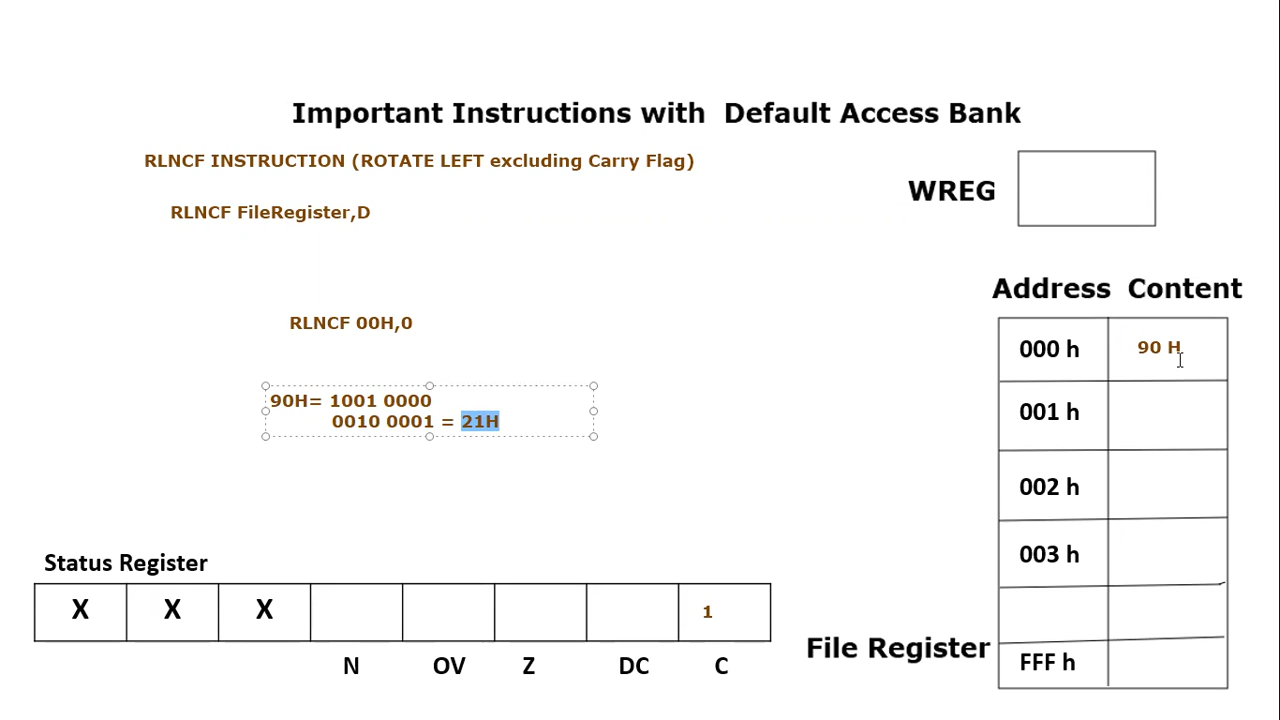 Important Instructions with Default Access Bank
RLNCF INSTRUCTION (ROTATE LEFT excluding Carry Flag)
RLNCF FileRegister,D
WREG
RLNCF 00H,0
90H= 1001 0000
0010 0001 = 21H
Address Content
000 h 90 H
001 h
002 h
003 h
FFF h
File Register
Status Register
X X X 1
N OV Z DC C